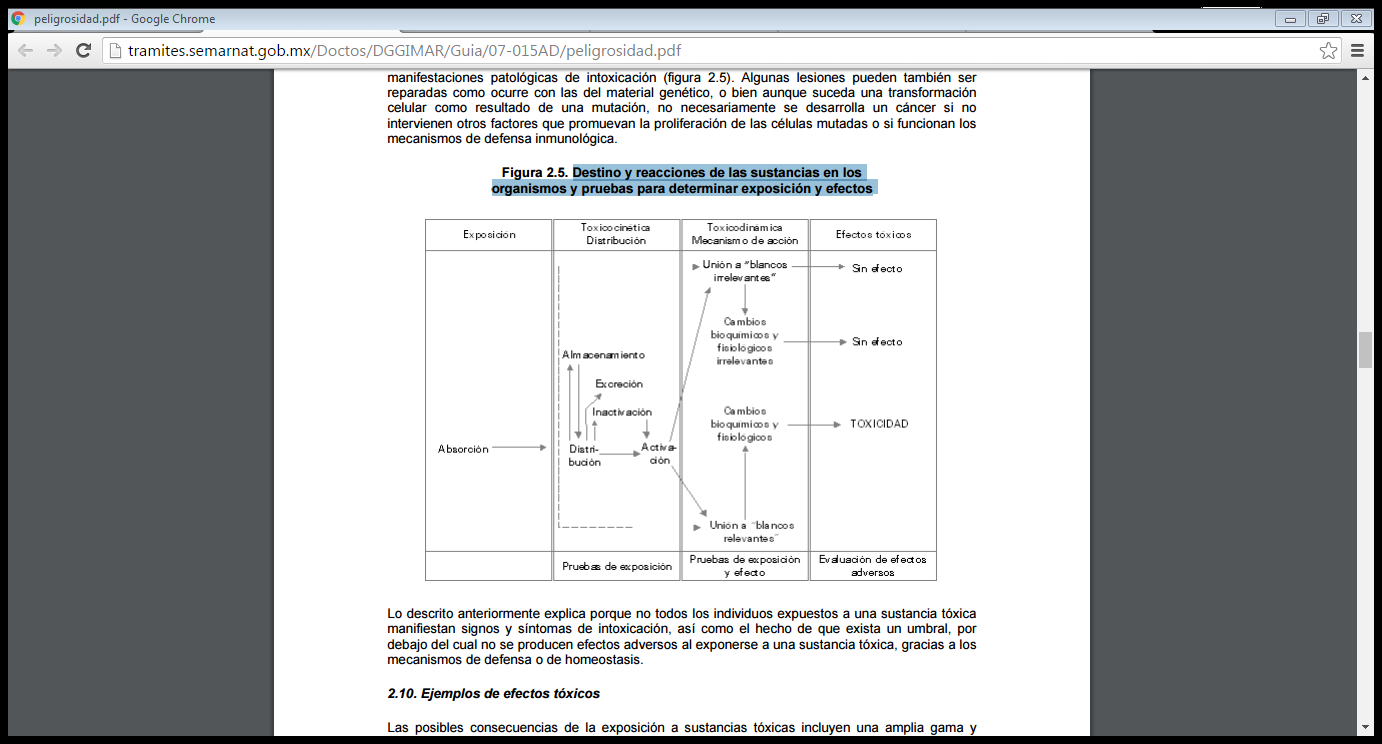 peligrosidad.pdf - Google Chrome
tramites.semarnat.gob.mx/Doctos/DGGIMAR/Guia/07-015AD/peligrosidad.pdf
manifestaciones patológicas de intoxicación (figura 2.5). Algunas lesiones pueden también ser
reparadas como ocurre con las del material genético, o bien aunque suceda una transformación
celular como resultado de una mutación, no necesariamente se desarrolla un cáncer si no
intervienen otros factores que promuevan la proliferación de las células mutadas o si funcionan los
mecanismos de defensa inmunológica.
Figura 2.5. Destino y reacciones de las sustancias en los
organismos y pruebas para determinar exposición y efectos
Exposición
Toxicocinética
Distribución
Toxicodinámica
Mecanismo de acción
Efectos tóxicos
Unión a "blancos
irrelevantes"
Sin efecto
Cambios
bioquímicos y
fisiológicos
irrelevantes
Sin efecto
Almacenamiento
Excreción
Inactivación
Cambios
bioquímicos y
fisiológicos
TOXICIDAD
Absorción
Distri-
bución
Activa-
ción
Unión a "blancos
relevantes"
Pruebas de exposición
Pruebas de exposición
y efecto
Evaluación de efectos
adversos
Lo descrito anteriormente explica porque no todos los individuos expuestos a una sustancia tóxica
manifiestan signos y síntomas de intoxicación, así como el hecho de que exista un umbral, por
debajo del cual no se producen efectos adversos al exponerse a una sustancia tóxica, gracias a los
mecanismos de defensa o de homeostasis.
2.10. Ejemplos de efectos tóxicos
Las posibles consecuencias de la exposición a sustancias tóxicas incluyen una amplia gama y